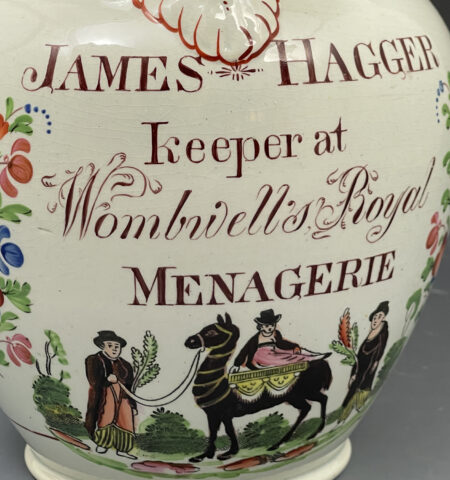 JAMES HAGGER
keeper at
Wombwell's Royal
MENAGERIE